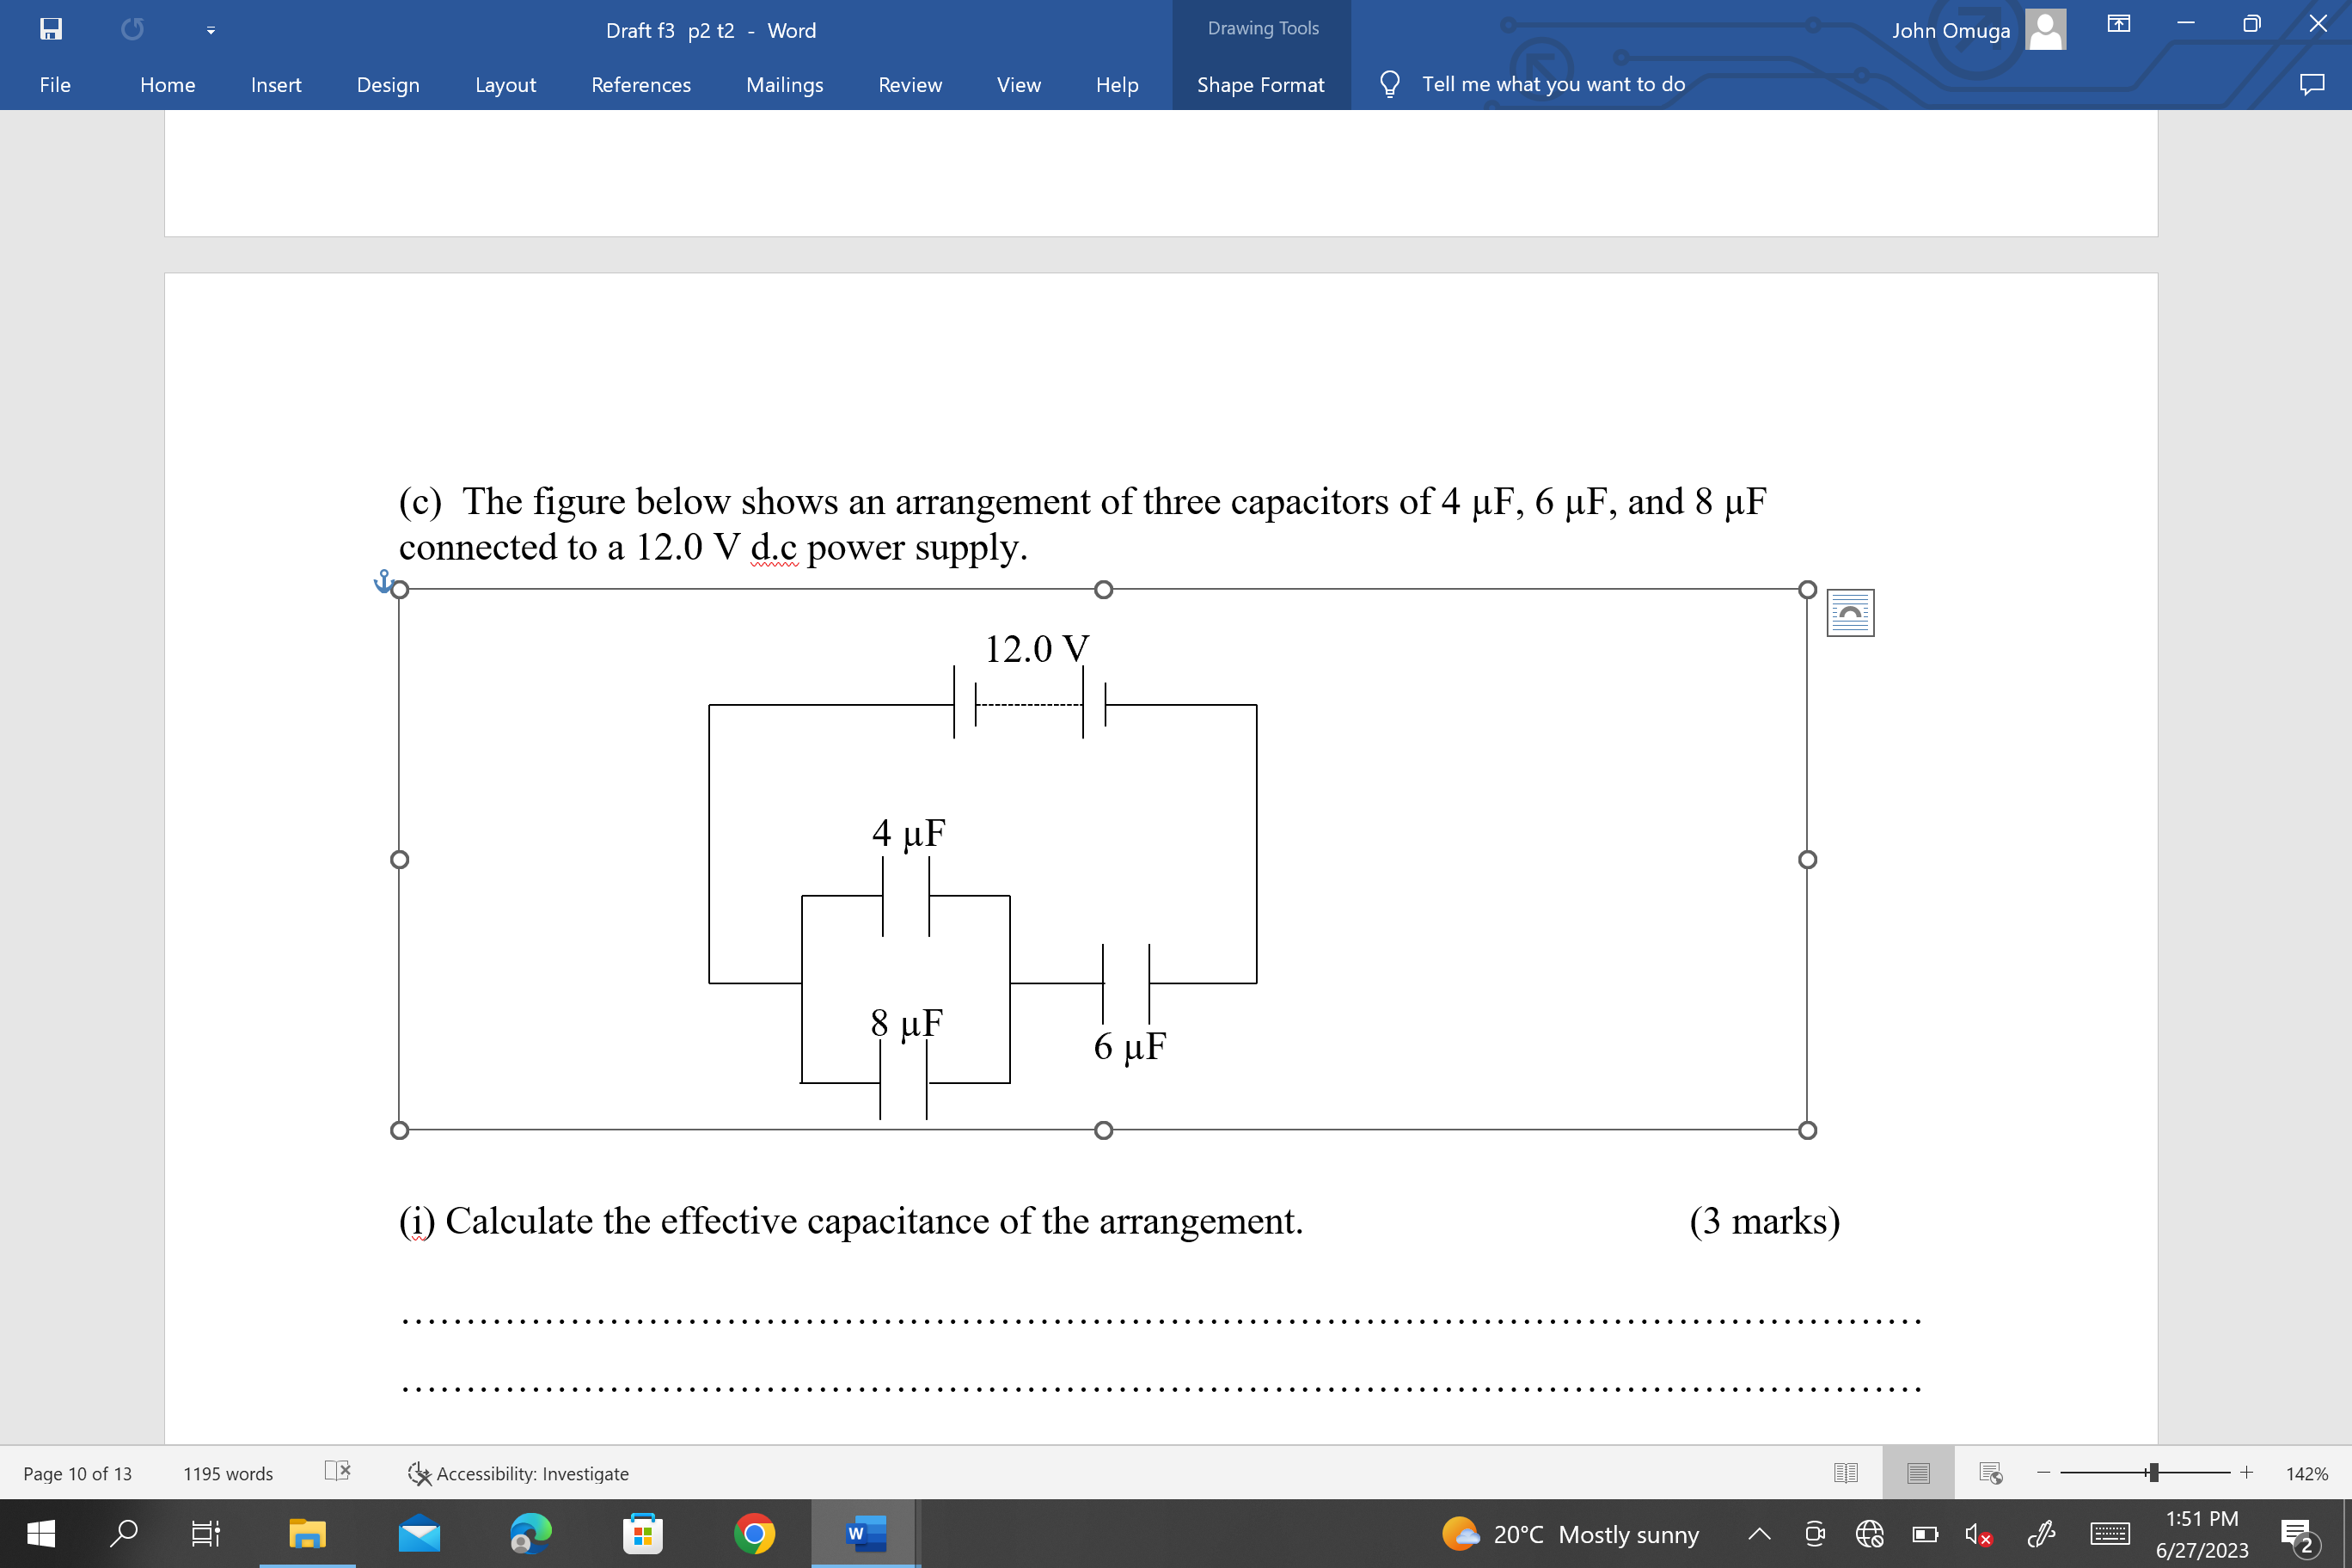 Draft f3 p2 t2 - Word
Drawing Tools
John Omuga
File Home Insert Design Layout References Mailings Review View Help Shape Format Tell me what you want to do
(c) The figure below shows an arrangement of three capacitors of 4 µF, 6 µF, and 8 µF
connected to a 12.0 V d.c power supply.
12.0 V
4 µF
8 µF
6 µF
(i) Calculate the effective capacitance of the arrangement. (3 marks)
Page 10 of 13 1195 words Accessibility: Investigate 142%
W
20°C Mostly sunny
1:51 PM
6/27/2023
2